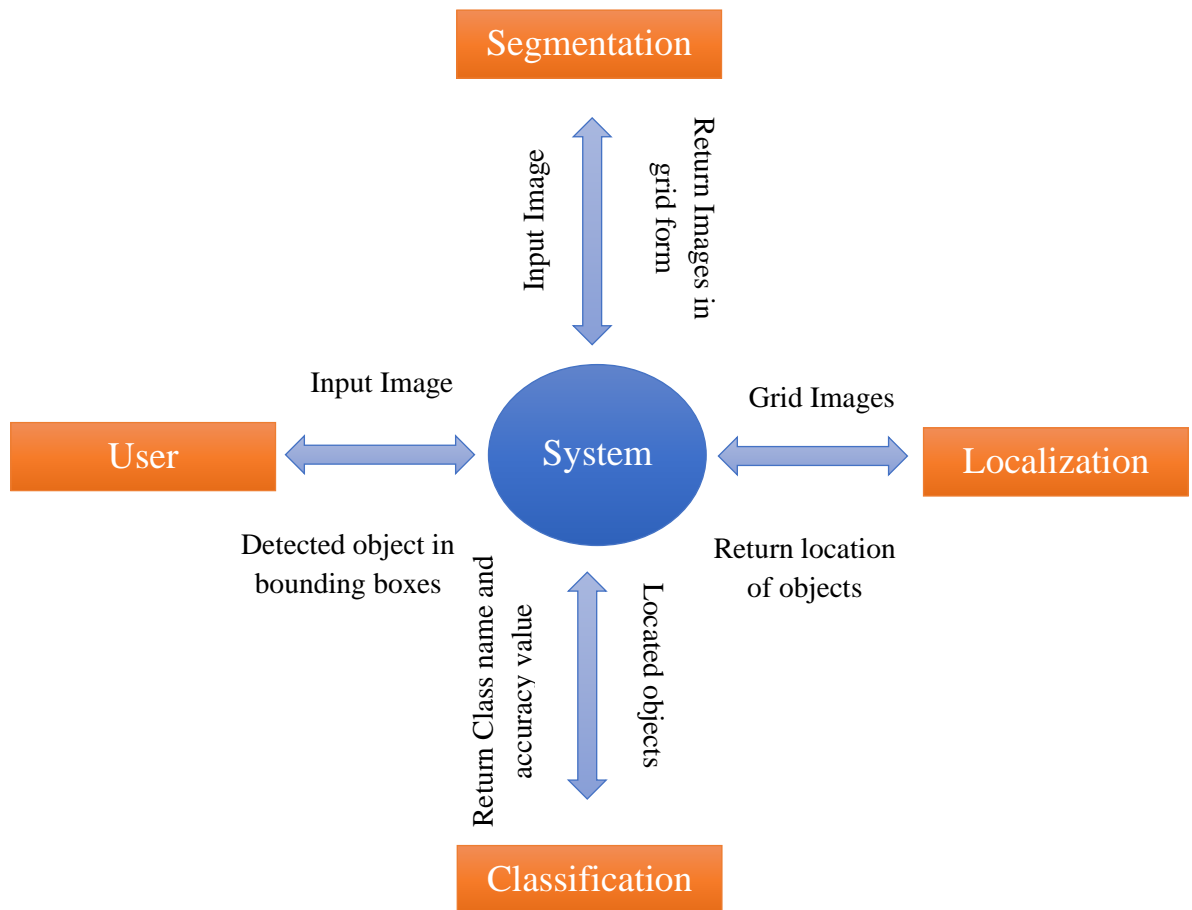 Segmentation
Input Image
Return Images in
grid form
Input Image
Grid Images
User
System
Localization
Detected object in
bounding boxes
Return location
of objects
Return Class name and
accuracy value
Located objects
Classification